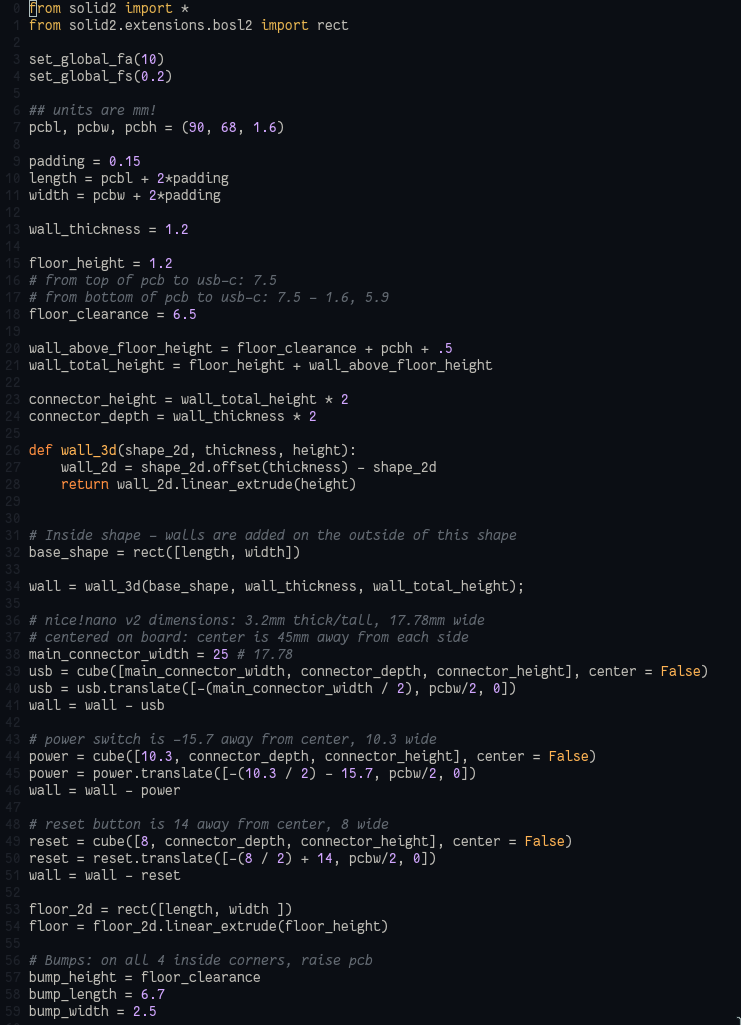 0 from solid2 import *
1 from solid2.extensions.bosl2 import rect
2
3 set_global_fa(10)
4 set_global_fs(0.2)
5
6 ## units are mm!
7 pcbl, pcbw, pcbh = (90, 68, 1.6)
8
9 padding = 0.15
10 length = pcbl + 2*padding
11 width = pcbw + 2*padding
12
13 wall_thickness = 1.2
14
15 floor_height = 1.2
16 # from top of pcb to usb-c: 7.5
17 # from bottom of pcb to usb-c: 7.5 - 1.6, 5.9
18 floor_clearance = 6.5
19
20 wall_above_floor_height = floor_clearance + pcbh + .5
21 wall_total_height = floor_height + wall_above_floor_height
22
23 connector_height = wall_total_height * 2
24 connector_depth = wall_thickness * 2
25
26 def wall_3d(shape_2d, thickness, height):
27     wall_2d = shape_2d.offset(thickness) - shape_2d
28     return wall_2d.linear_extrude(height)
29
30
31 # Inside shape - walls are added on the outside of this shape
32 base_shape = rect([length, width])
33
34 wall = wall_3d(base_shape, wall_thickness, wall_total_height);
35
36 # nice!nano v2 dimensions: 3.2mm thick/tall, 17.78mm wide
37 # centered on board: center is 45mm away from each side
38 main_connector_width = 25 # 17.78
39 usb = cube([main_connector_width, connector_depth, connector_height], center = False)
40 usb = usb.translate([-(main_connector_width / 2), pcbw/2, 0])
41 wall = wall - usb
42
43 # power switch is -15.7 away from center, 10.3 wide
44 power = cube([10.3, connector_depth, connector_height], center = False)
45 power = power.translate([-(10.3 / 2) - 15.7, pcbw/2, 0])
46 wall = wall - power
47
48 # reset button is 14 away from center, 8 wide
49 reset = cube([8, connector_depth, connector_height], center = False)
50 reset = reset.translate([-(8 / 2) + 14, pcbw/2, 0])
51 wall = wall - reset
52
53 floor_2d = rect([length, width ])
54 floor = floor_2d.linear_extrude(floor_height)
55
56 # Bumps: on all 4 inside corners, raise pcb
57 bump_height = floor_clearance
58 bump_length = 6.7
59 bump_width = 2.5